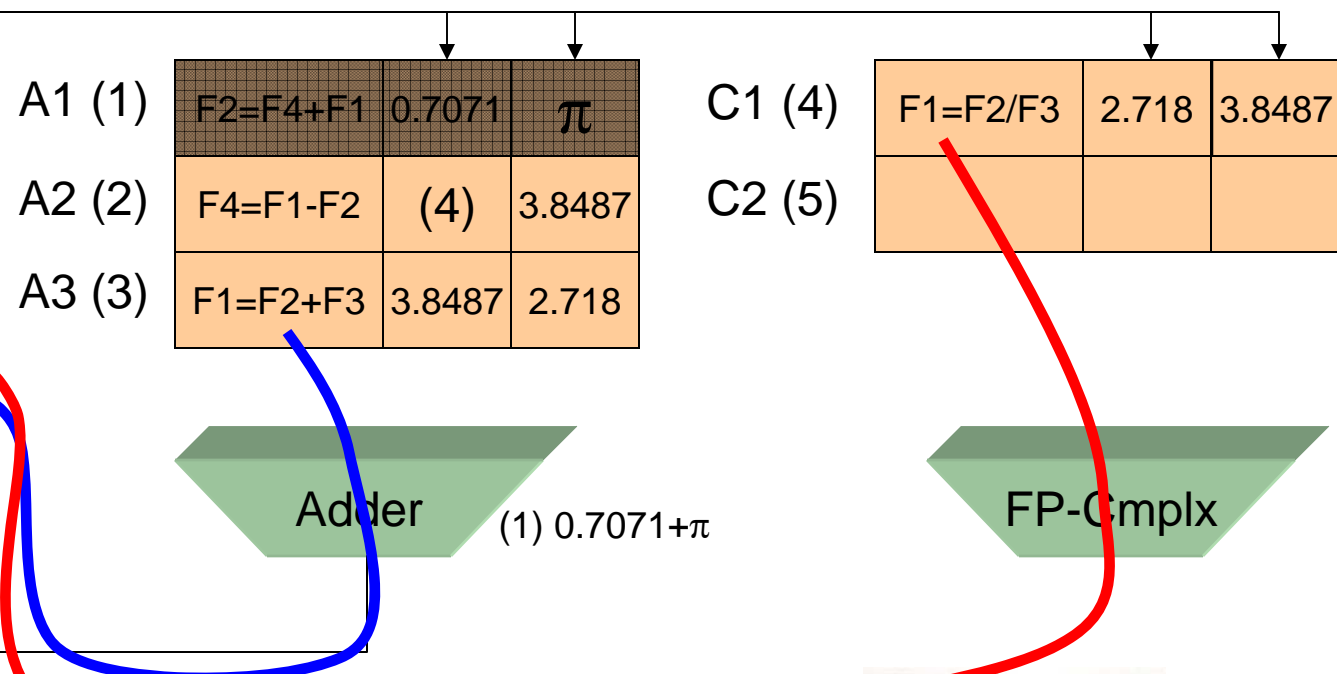 A1 (1) F2=F4+F1 0.7071 π
A2 (2) F4=F1-F2 (4) 3.8487
A3 (3) F1=F2+F3 3.8487 2.718
C1 (4) F1=F2/F3 2.718 3.8487
C2 (5)
Adder
(1) 0.7071+π
FP-Cmplx